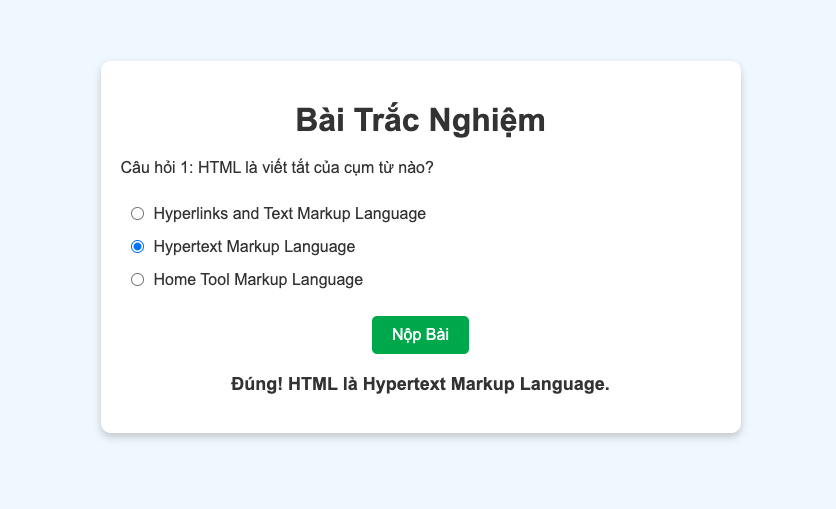 Bài Trắc Nghiệm
Câu hỏi 1: HTML là viết tắt của cụm từ nào?
Hyperlinks and Text Markup Language
Hypertext Markup Language
Home Tool Markup Language
Nộp Bài
Đúng! HTML là Hypertext Markup Language.